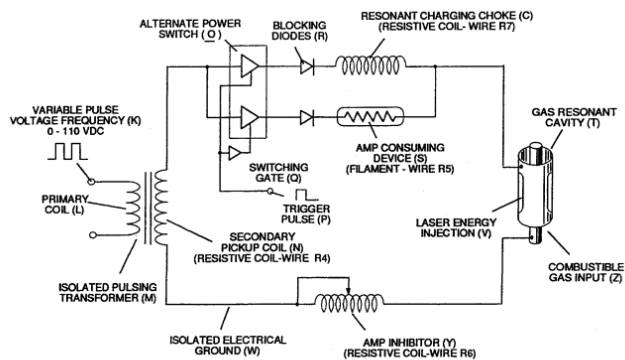 ALTERNATE POWER
SWITCH ( O )
BLOCKING
DIODES (R)
RESONANT CHARGING CHOKE (C)
(RESISTIVE COIL- WIRE R7)
VARIABLE PULSE
VOLTAGE FREQUENCY (K)
0 - 110 VDC
GAS RESONANT
CAVITY (T)
AMP CONSUMING
DEVICE (S)
(FILAMENT - WIRE R5)
SWITCHING
GATE (Q)
TRIGGER
PULSE (P)
PRIMARY
COIL (L)
SECONDARY
PICKUP COIL (N)
(RESISTIVE COIL-WIRE R4)
LASER ENERGY
INJECTION (V)
COMBUSTIBLE
GAS INPUT (Z)
ISOLATED PULSING
TRANSFORMER (M)
ISOLATED ELECTRICAL
GROUND (W)
AMP INHIBITOR (Y)
(RESISTIVE COIL-WIRE R6)